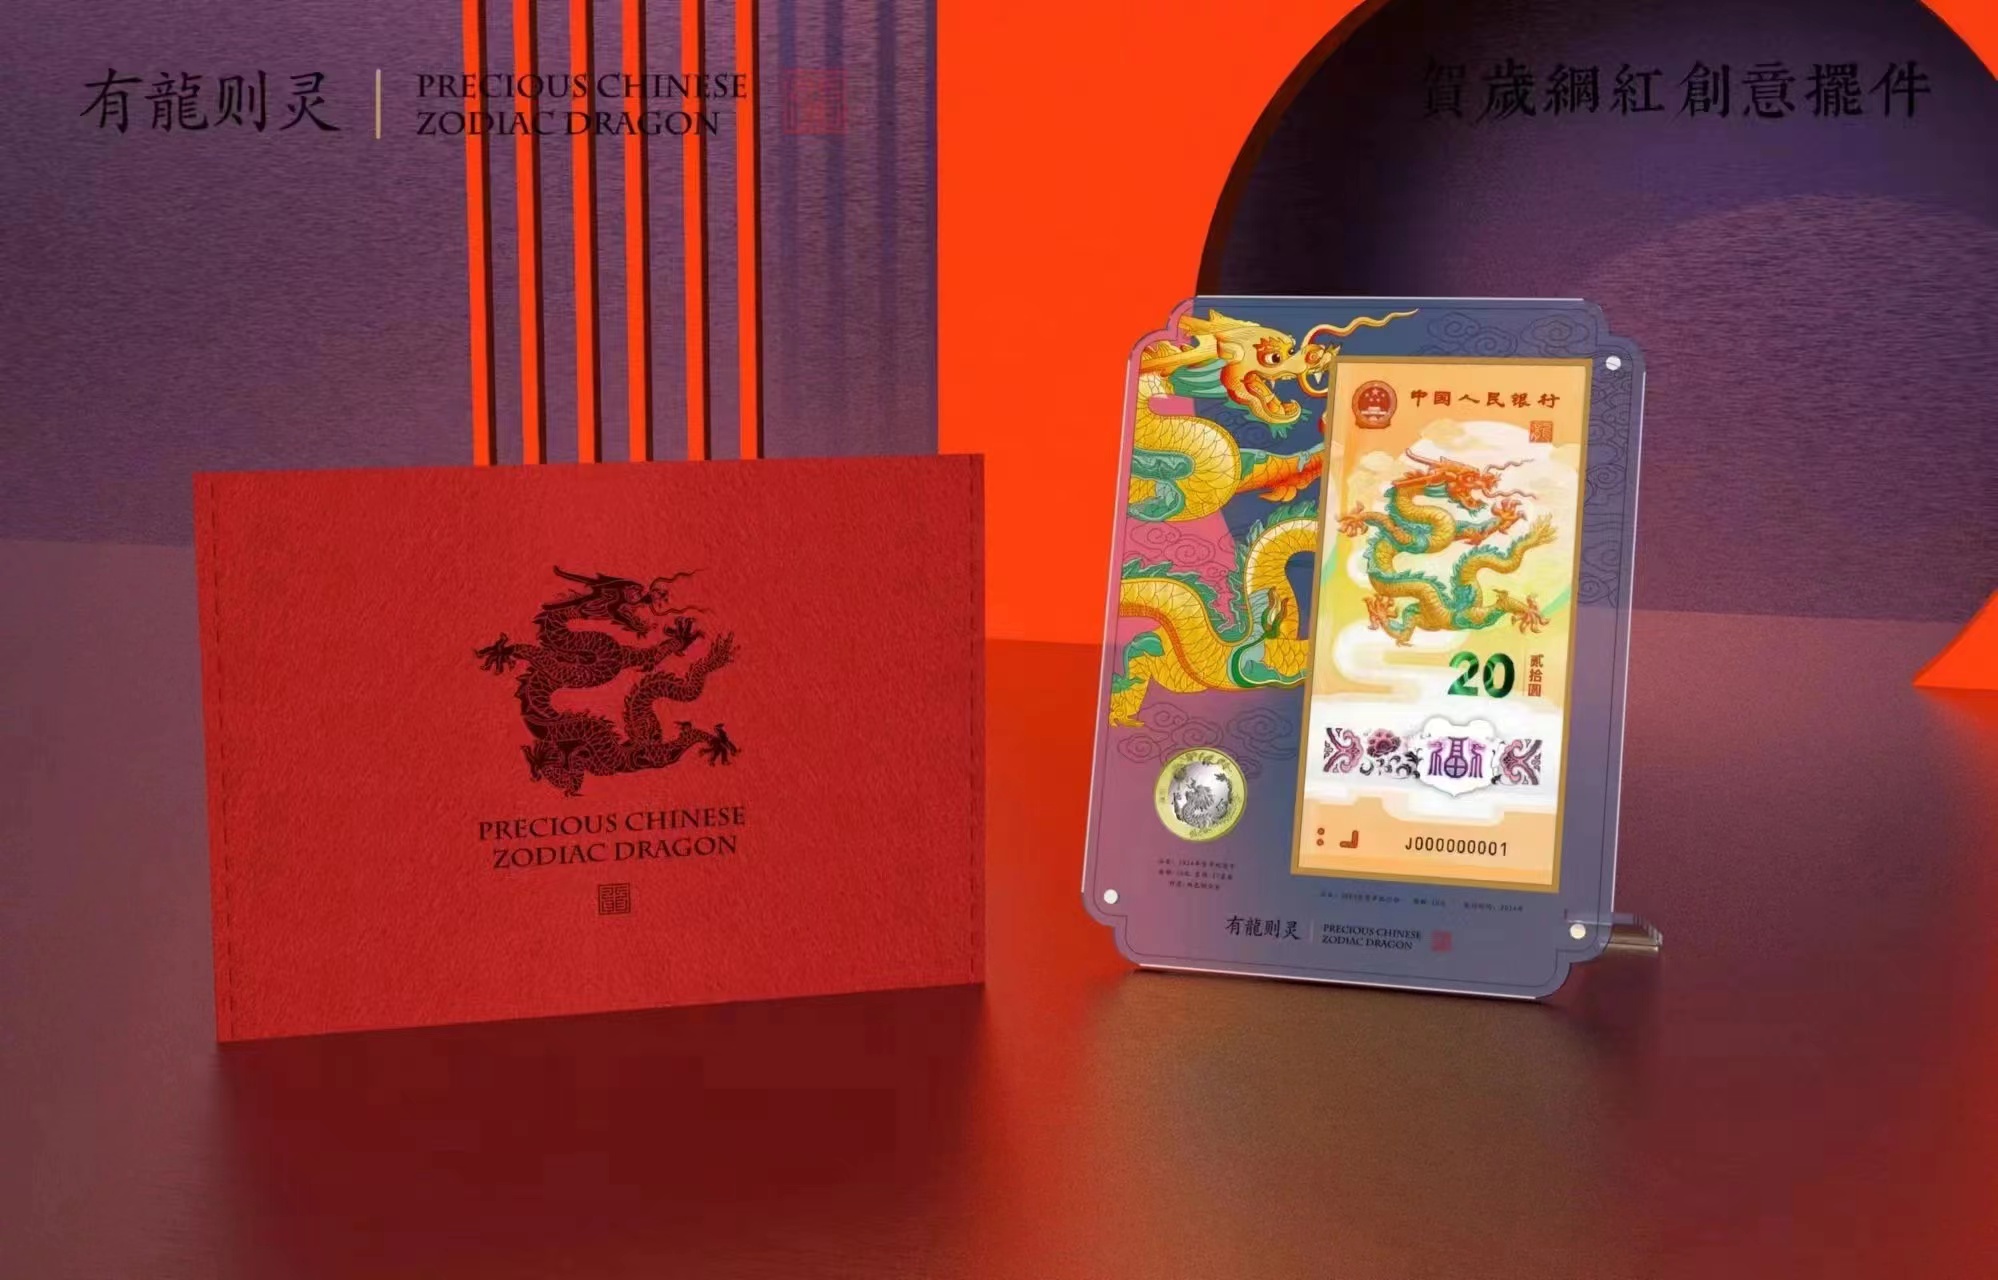 有龍则灵
PRECIOUS CHINESE
ZODIAC DRAGON
賀歲網紅創意擺件
PRECIOUS CHINESE
ZODIAC DRAGON
中国人民银行
20
贰拾圆
福
J000000001
有龍则灵
PRECIOUS CHINESE
ZODIAC DRAGON